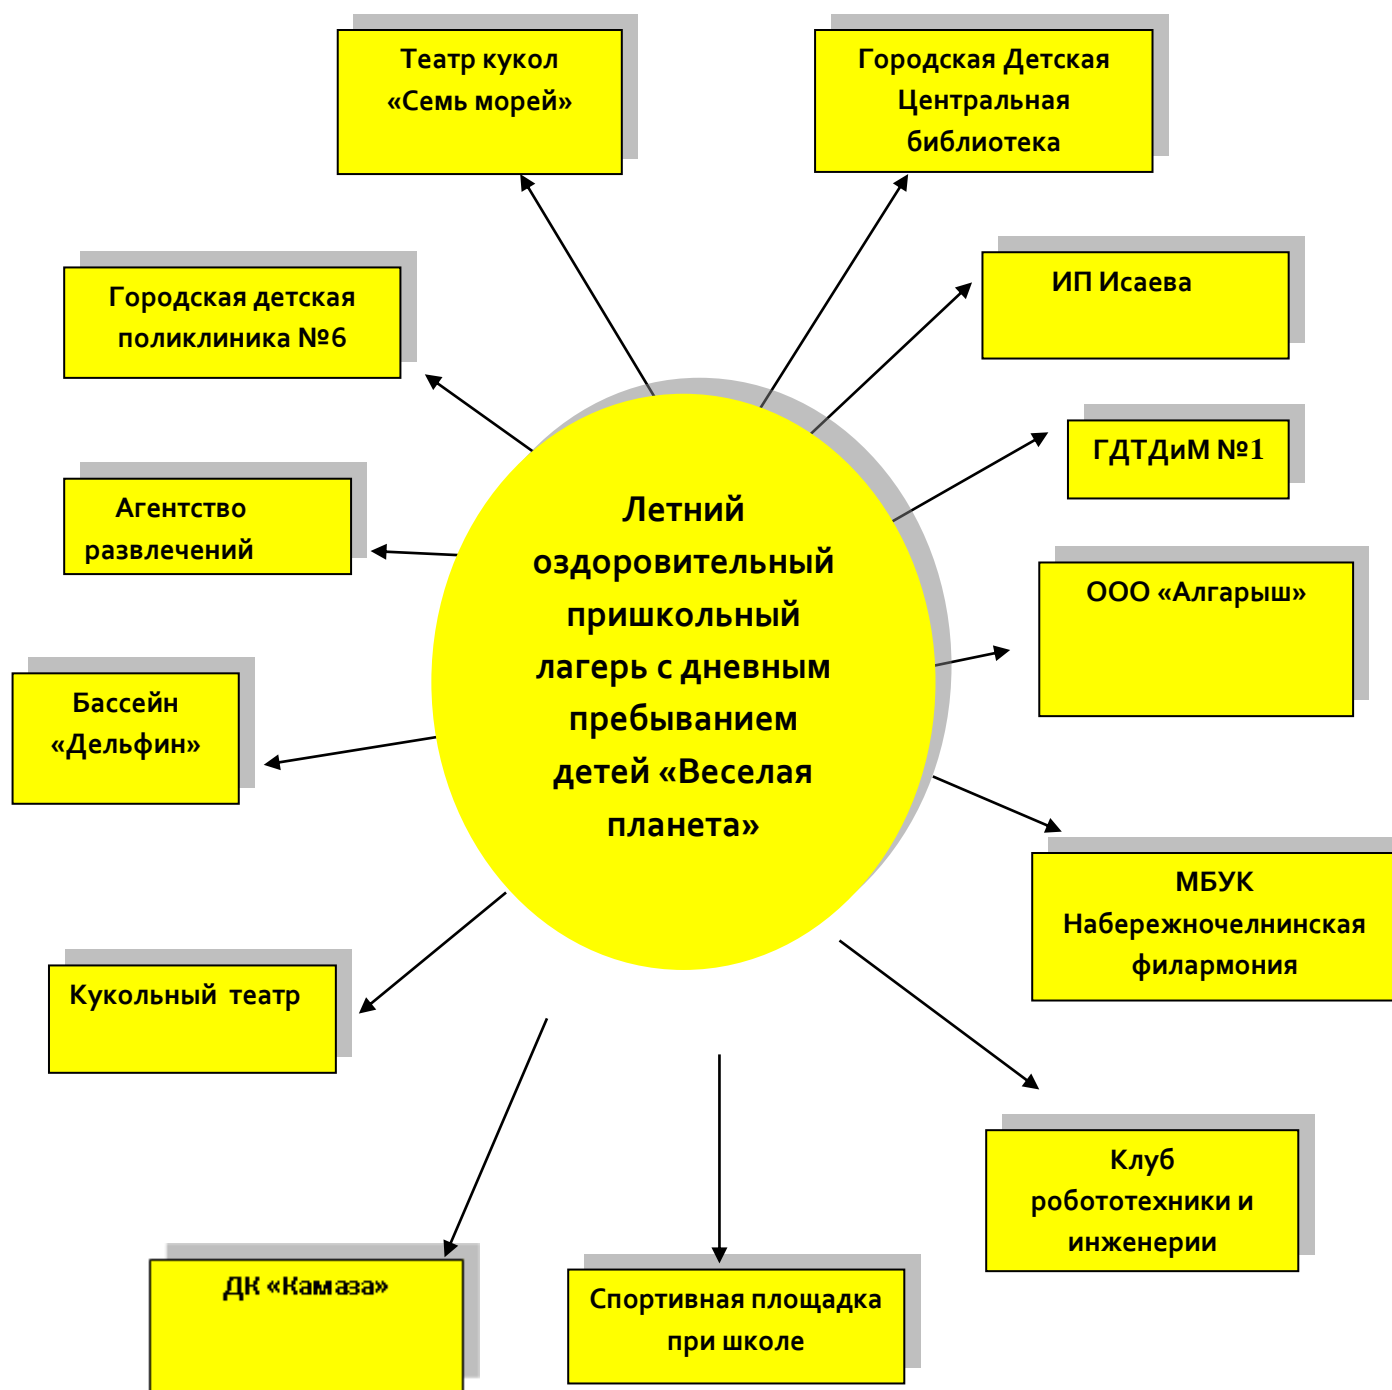 Театр кукол
«Семь морей»
Городская Детская
Центральная
библиотека
Городская детская
поликлиника №6
ИП Исаева
ГДТДиМ №1
Агентство
развлечений
Летний
оздоровительный
пришкольный
лагерь с дневным
пребыванием
детей «Веселая
планета»
ООО «Алгарыш»
Бассейн
«Дельфин»
МБУК
Набережночелнинская
филармония
Кукольный театр
Клуб
робототехники и
инженерии
ДК «Камаза»
Спортивная площадка
при школе